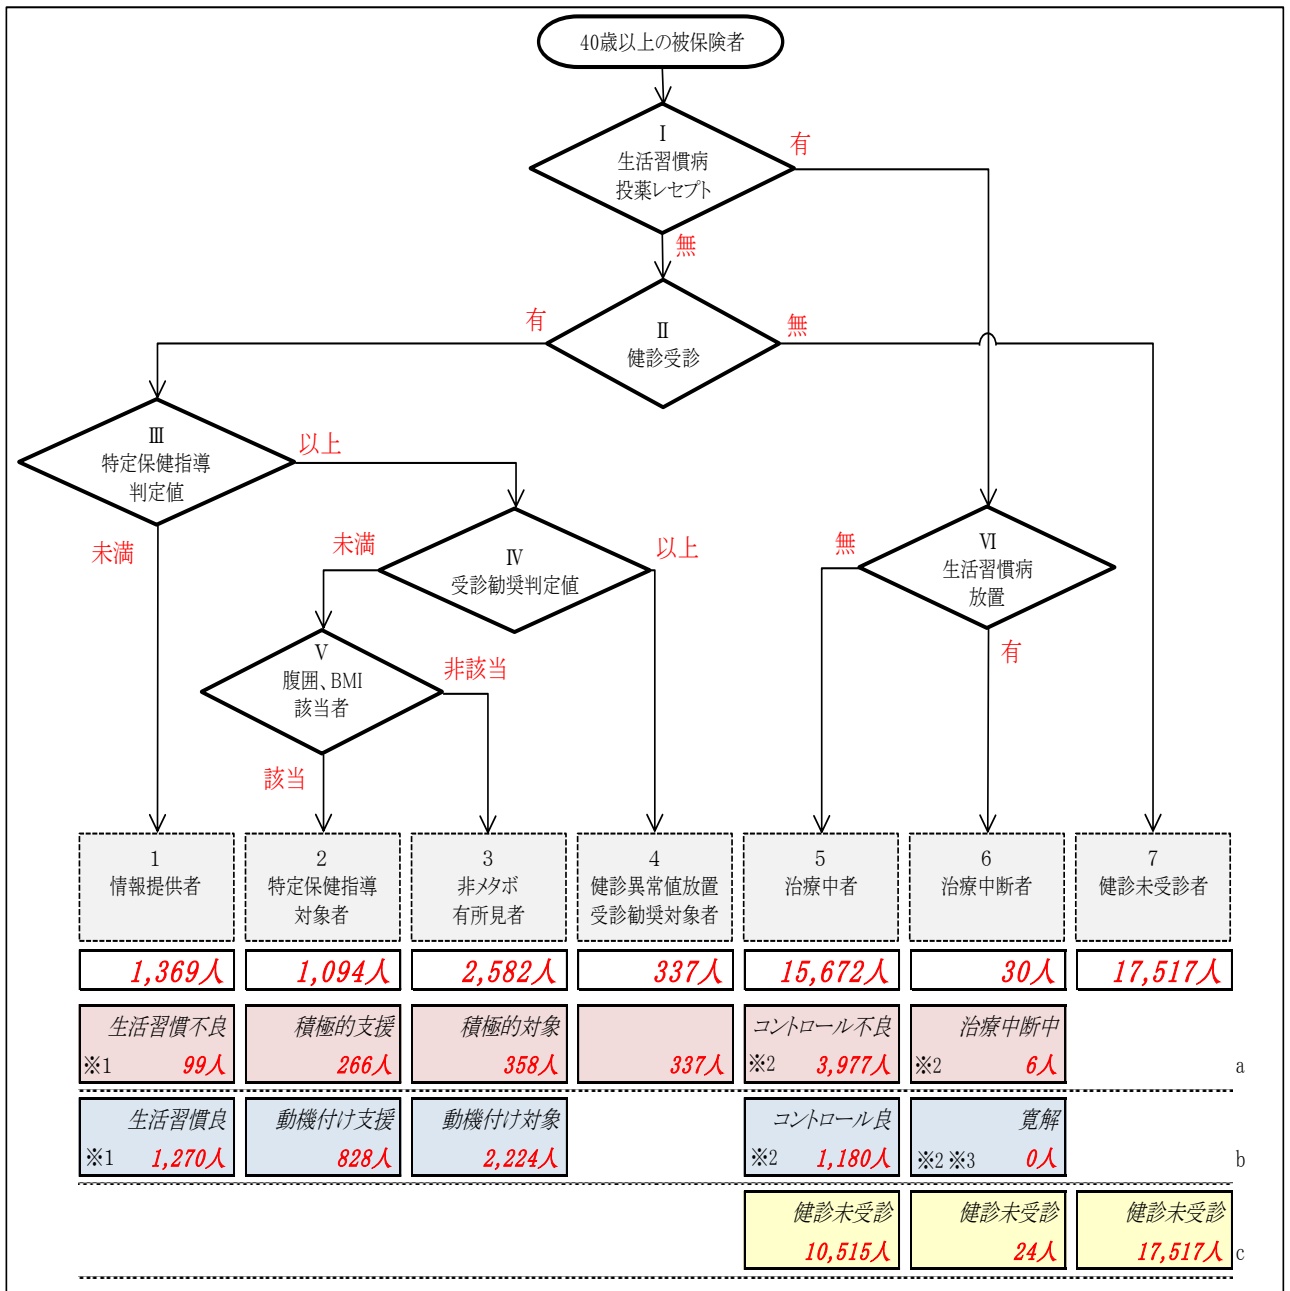 40歳以上の被保険者
Ⅰ
生活習慣病
投薬レセプト
有
無
Ⅱ
健診受診
有
無
Ⅲ
特定保健指導
判定値
以上
未満
Ⅳ
受診勧奨判定値
未満
以上
Ⅴ
腹囲、BMI
該当者
非該当
該当
Ⅵ
生活習慣病
放置
無
有
1
情報提供者
2
特定保健指導
対象者
3
非メタボ
有所見者
4
健診異常値放置
受診勧奨対象者
5
治療中者
6
治療中断者
7
健診未受診者
1,369人
1,094人
2,582人
337人
15,672人
30人
17,517人
生活習慣不良
※1 99人
積極的支援
266人
積極的対象
358人
337人
コントロール不良
※2 3,977人
治療中断中
※2 6人
a
生活習慣良
※1 1,270人
動機付け支援
828人
動機付け対象
2,224人
コントロール良
※2 1,180人
寛解
※2 ※3 0人
b
健診未受診
10,515人
健診未受診
24人
健診未受診
17,517人
c